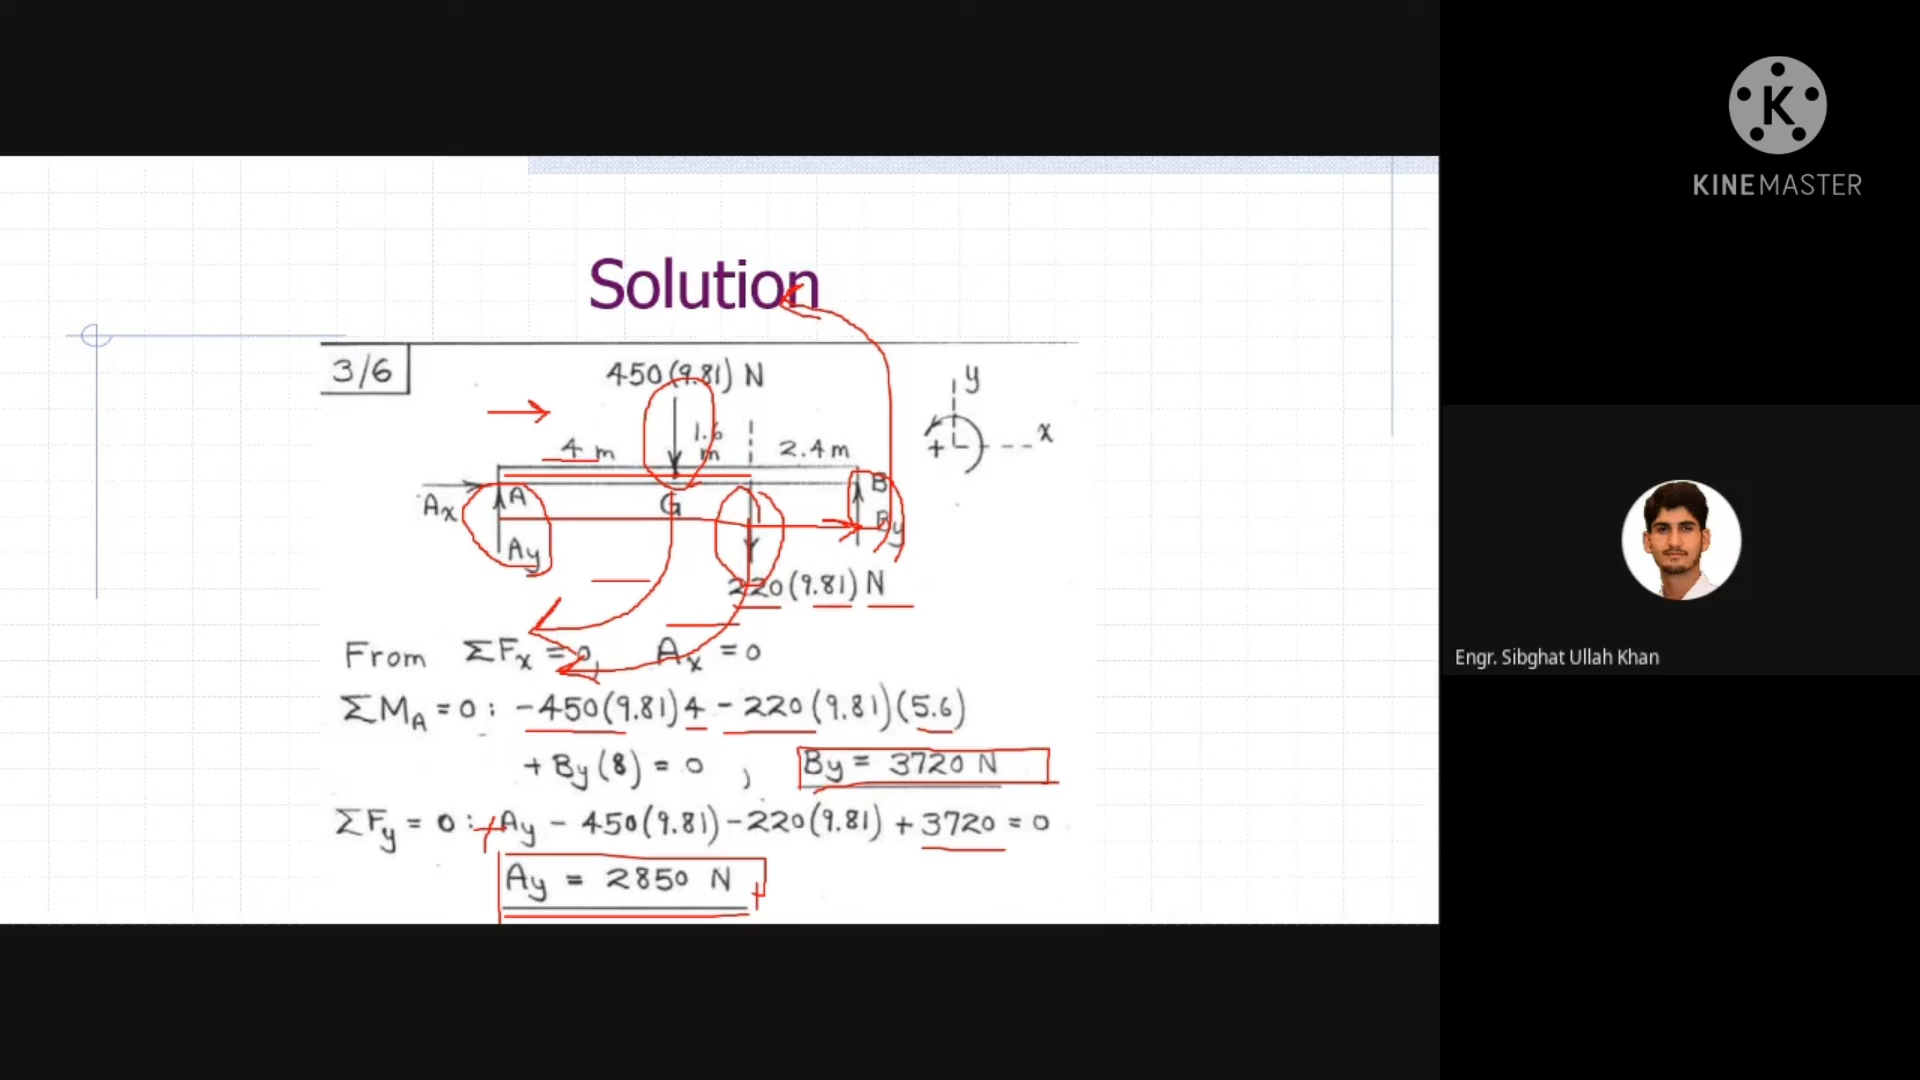 KINEMASTER
Solution
3/6
450(9.81) N
y
4 m
1.6 m
2.4 m
+
x
Ax
A
G
B
Ay
By
220(9.81) N
From ΣFx = 0, Ax = 0
ΣMA = 0: -450(9.81)4 - 220(9.81)(5.6)
+ By(8) = 0 , By = 3720 N
ΣFy = 0: +Ay - 450(9.81) - 220(9.81) + 3720 = 0
Ay = 2850 N
Engr. Sibghat Ullah Khan